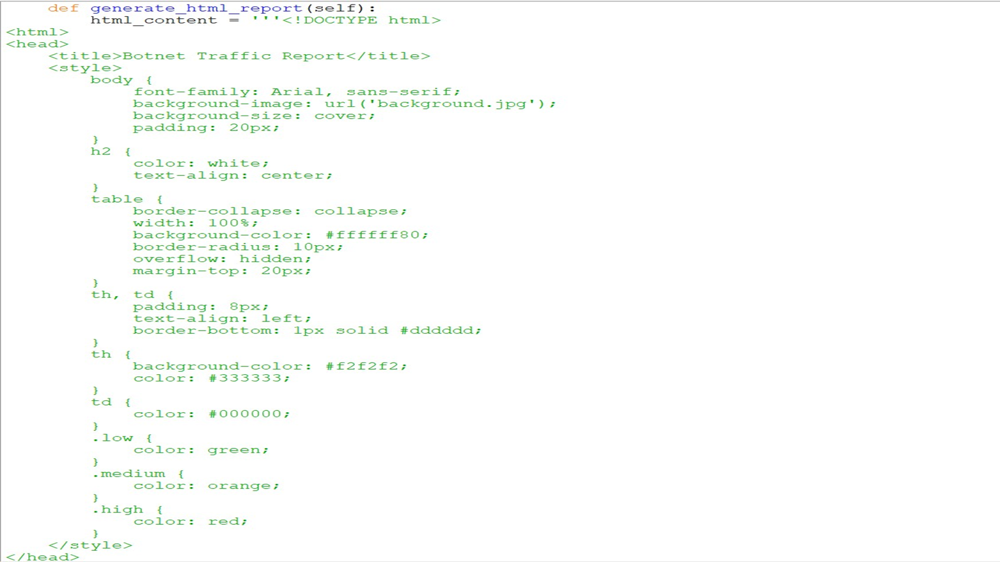 def generate_html_report(self):
html_content = '''<!DOCTYPE html>
<html>
<head>
<title>Botnet Traffic Report</title>
<style>
body {
font-family: Arial, sans-serif;
background-image: url('background.jpg');
background-size: cover;
padding: 20px;
}
h2 {
color: white;
text-align: center;
}
table {
border-collapse: collapse;
width: 100%;
background-color: #ffffff80;
border-radius: 10px;
overflow: hidden;
margin-top: 20px;
}
th, td {
padding: 8px;
text-align: left;
border-bottom: 1px solid #dddddd;
}
th {
background-color: #f2f2f2;
color: #333333;
}
td {
color: #000000;
}
.low {
color: green;
}
.medium {
color: orange;
}
.high {
color: red;
}
</style>
</head>